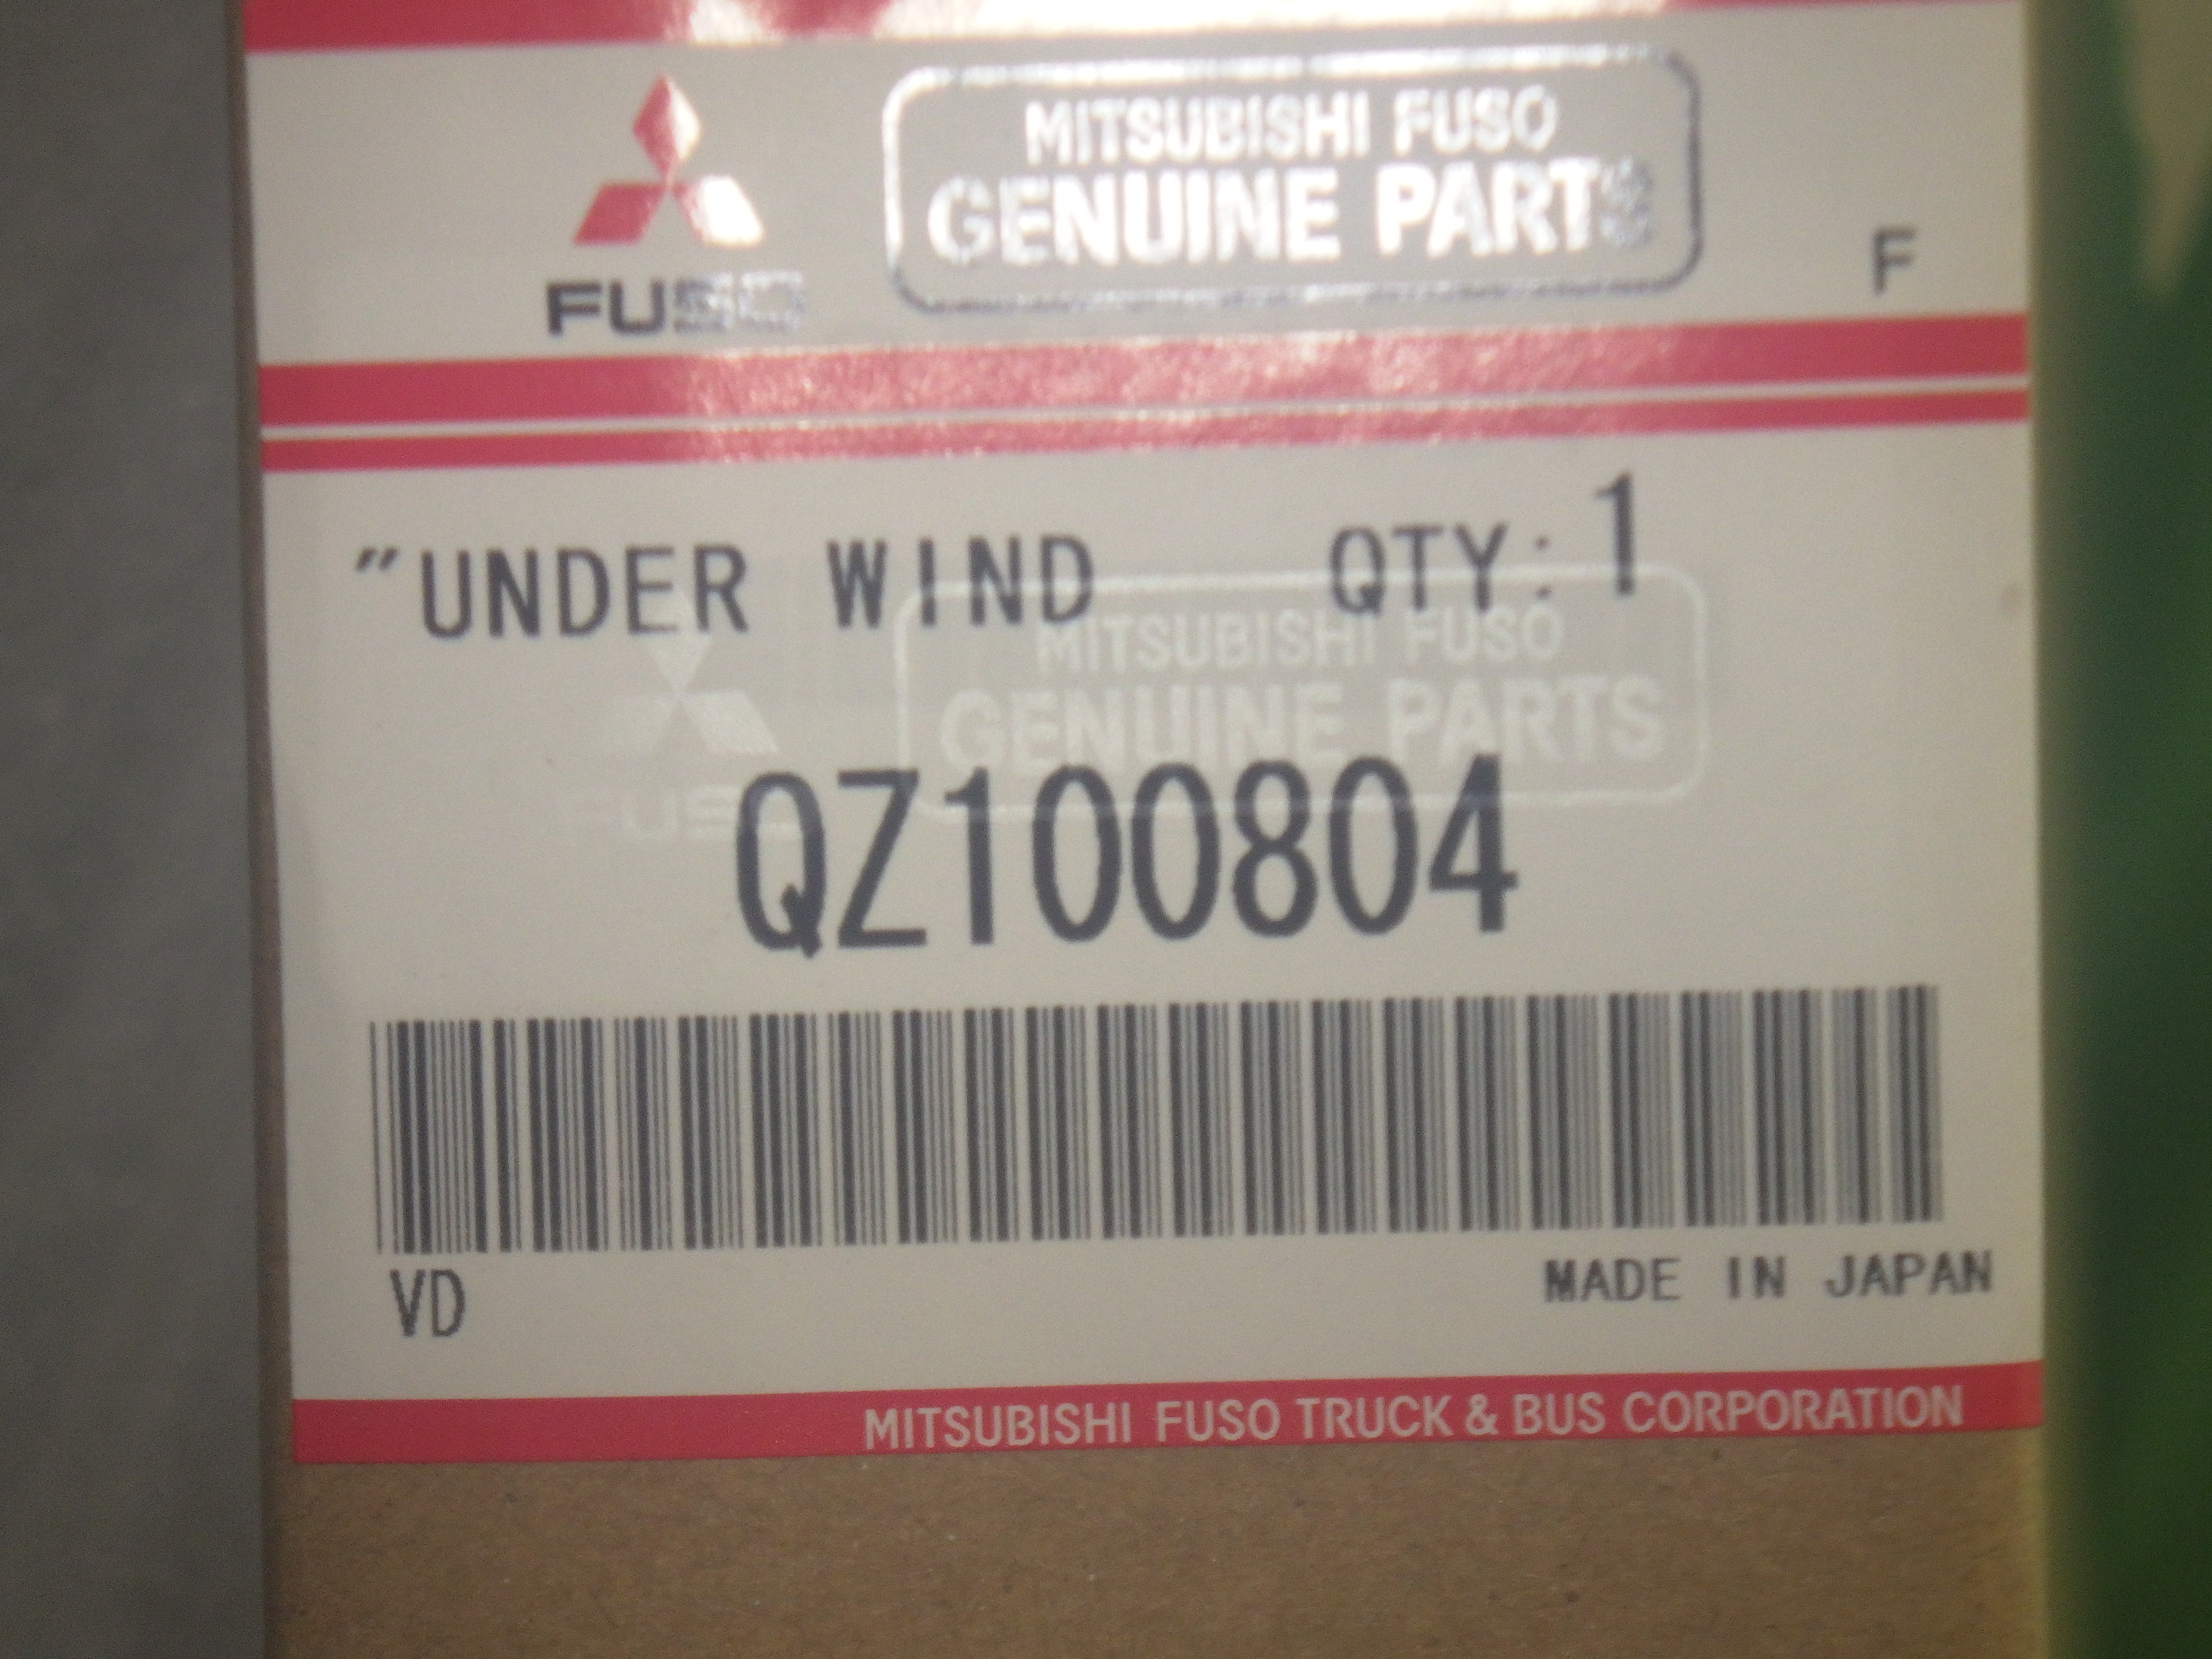 MITSUBISHI FUSO
GENUINE PARTS
FUSO
F
"UNDER WIND QTY:1
MITSUBISHI FUSO
GENUINE PARTS
FUSO
QZ100804
VD
MADE IN JAPAN
MITSUBISHI FUSO TRUCK & BUS CORPORATION